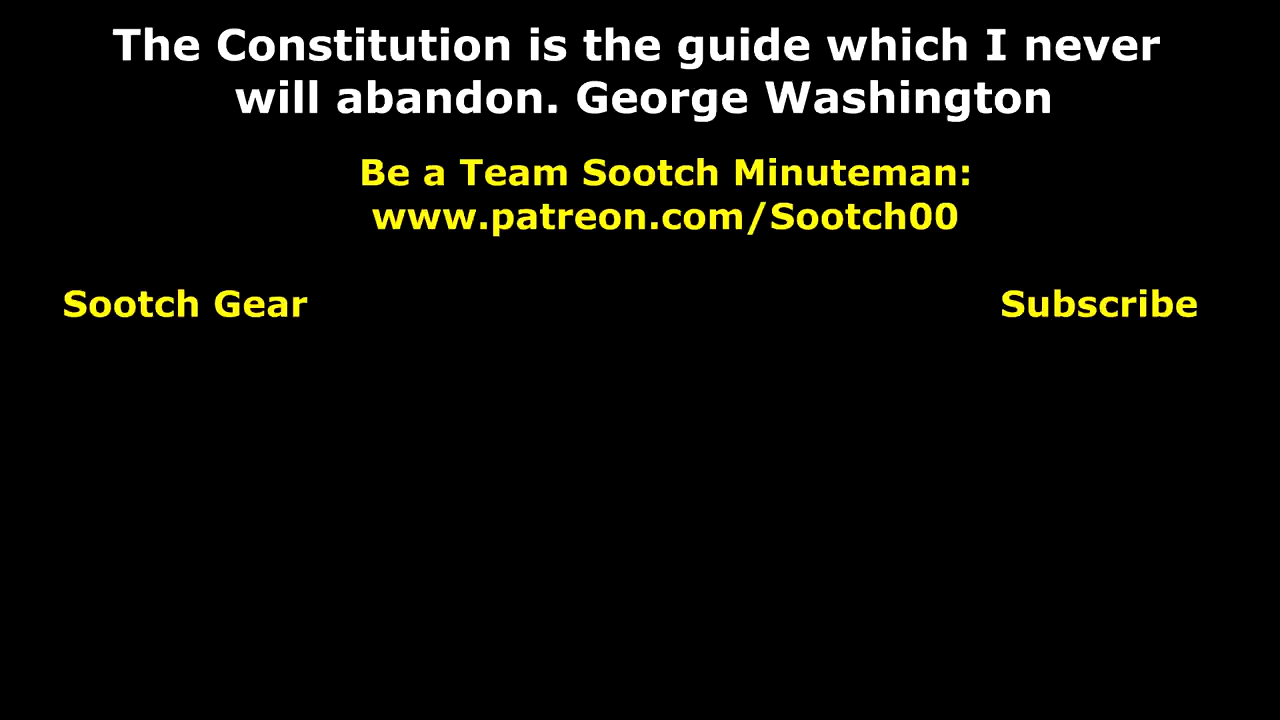 The Constitution is the guide which I never
will abandon. George Washington
Be a Team Sootch Minuteman:
www.patreon.com/Sootch00
Sootch Gear
Subscribe